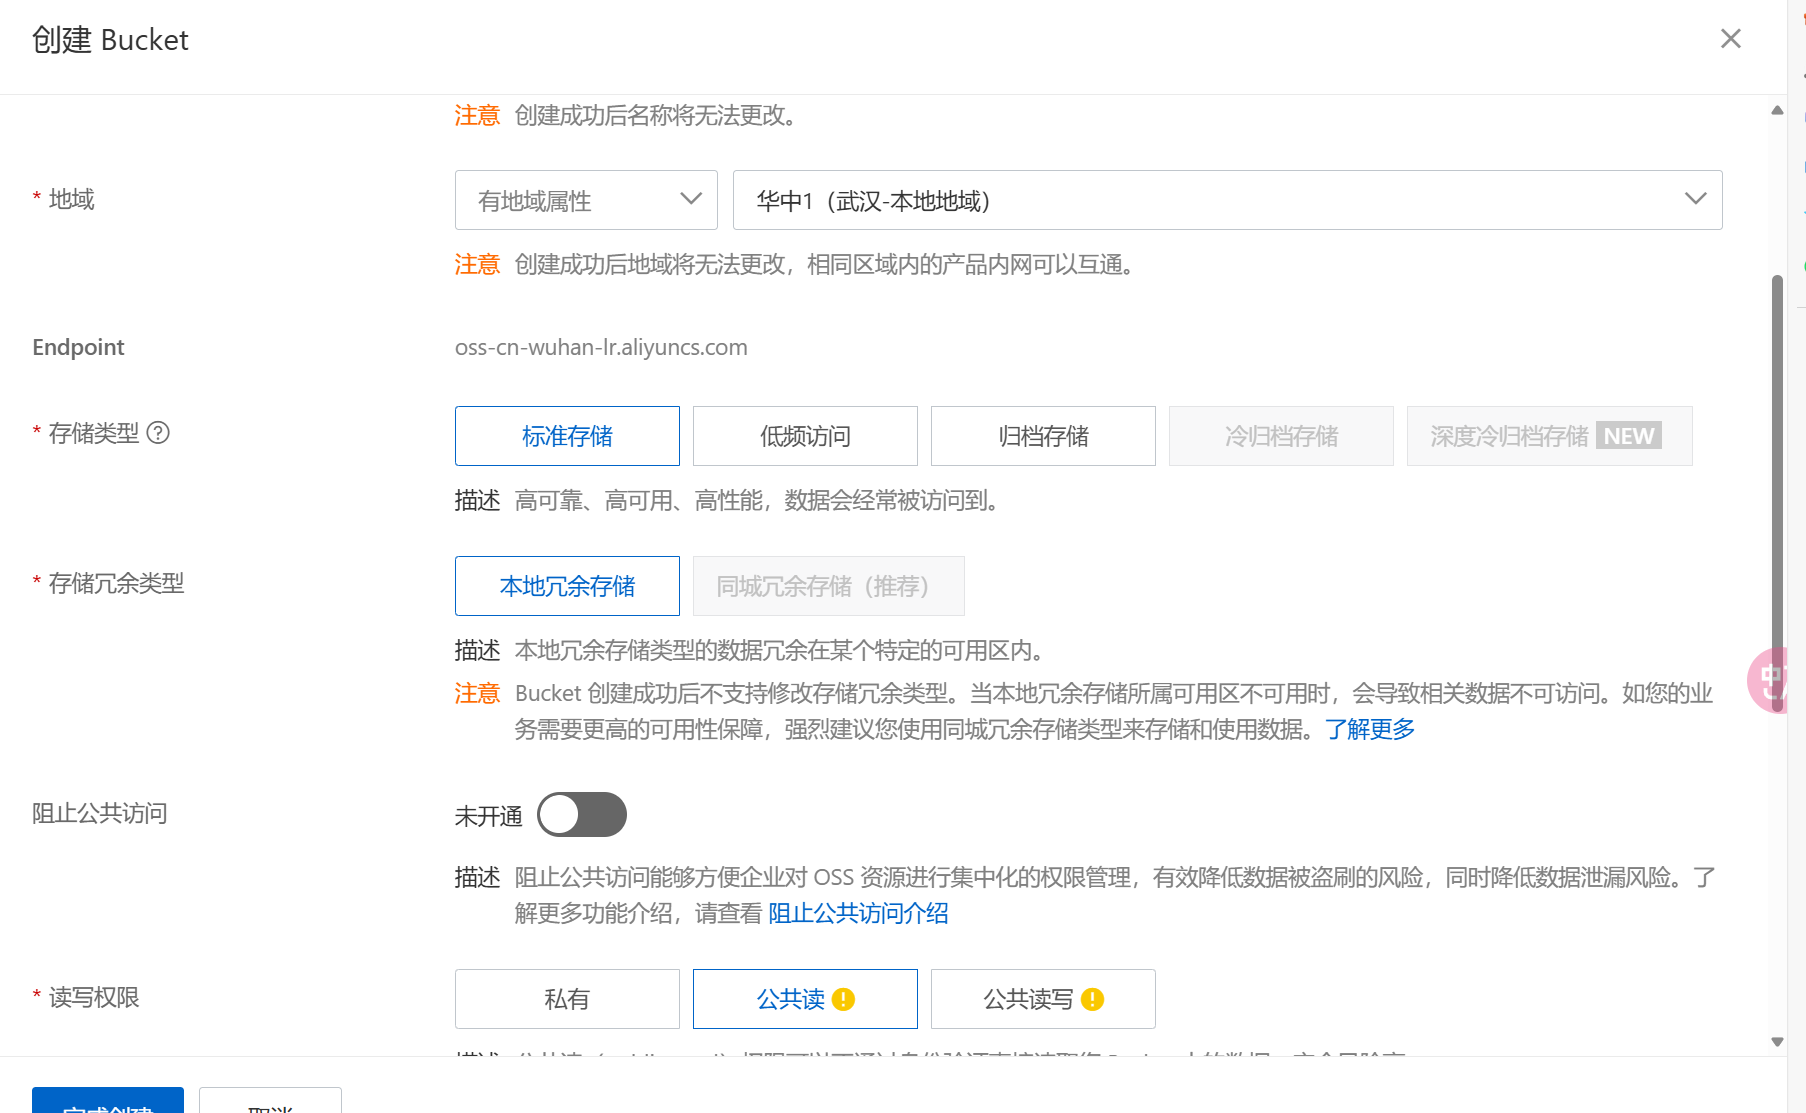 创建 Bucket
注意 创建成功后名称将无法更改。
* 地域 有地域属性 华中1（武汉-本地地域）
注意 创建成功后地域将无法更改，相同区域内的产品内网可以互通。
Endpoint oss-cn-wuhan-lr.aliyuncs.com
* 存储类型 ? 标准存储 低频访问 归档存储 冷归档存储 深度冷归档存储 NEW
描述 高可靠、高可用、高性能，数据会经常被访问到。
* 存储冗余类型 本地冗余存储 同城冗余存储（推荐）
描述 本地冗余存储类型的数据冗余在某个特定的可用区内。
注意 Bucket 创建成功后不支持修改存储冗余类型。当本地冗余存储所属可用区不可用时，会导致相关数据不可访问。如您的业
务需要更高的可用性保障，强烈建议您使用同城冗余存储类型来存储和使用数据。了解更多
阻止公共访问 未开通
描述 阻止公共访问能够方便企业对 OSS 资源进行集中化的权限管理，有效降低数据被盗刷的风险，同时降低数据泄漏风险。了
解更多功能介绍，请查看 阻止公共访问介绍
* 读写权限 私有 公共读 ! 公共读写 !
完成创建 取消